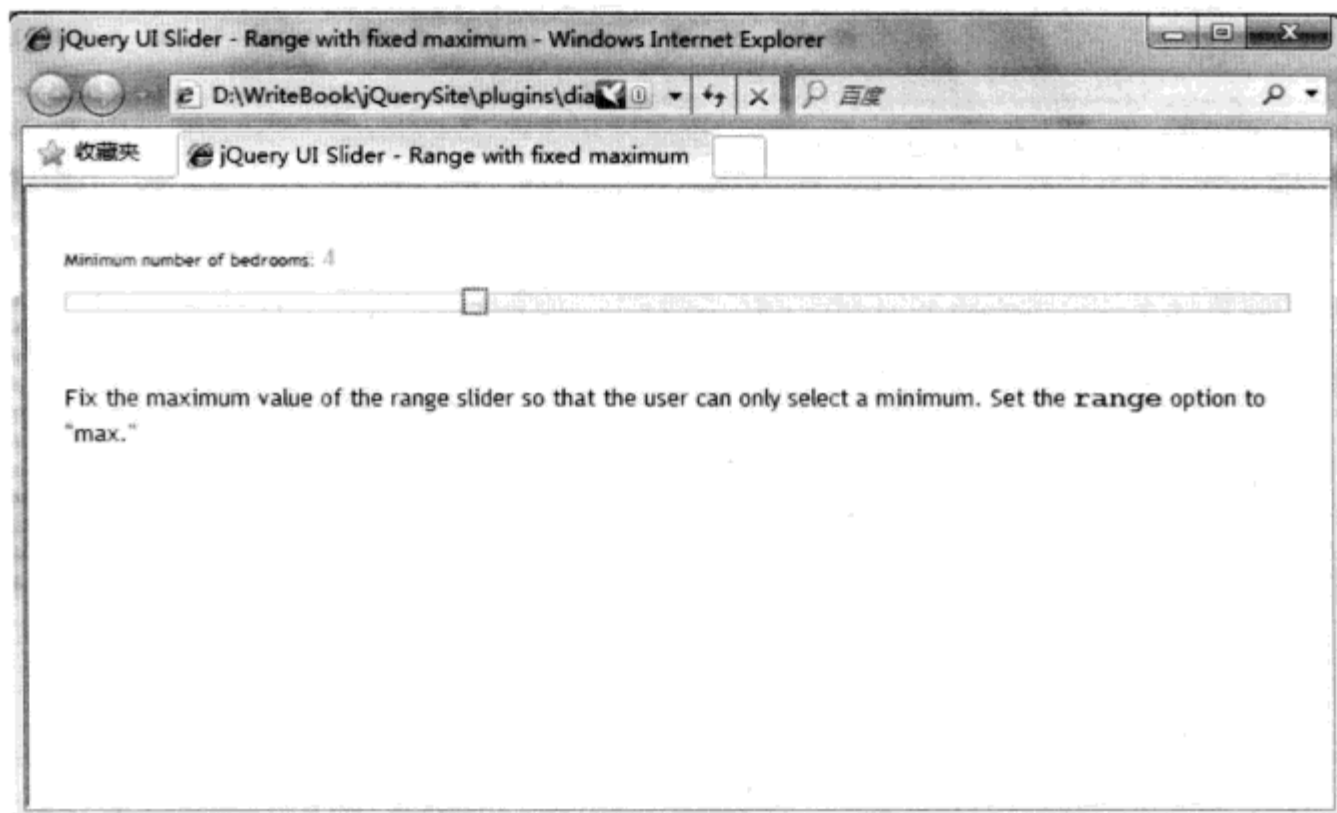 jQuery UI Slider - Range with fixed maximum - Windows Internet Explorer
D:\WriteBook\jQuerySite\plugins\dia
百度
收藏夹
jQuery UI Slider - Range with fixed maximum
Minimum number of bedrooms: 4
Fix the maximum value of the range slider so that the user can only select a minimum. Set the range option to
"max."